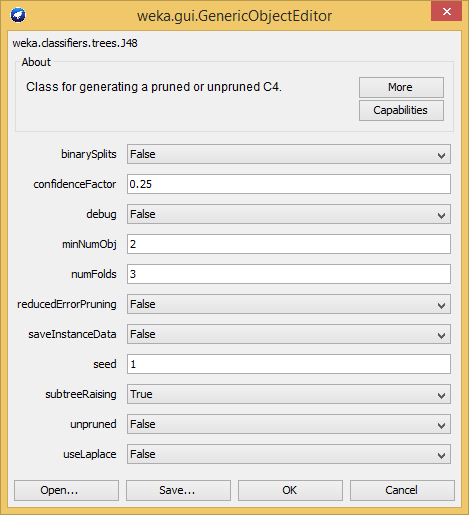 weka.gui.GenericObjectEditor
weka.classifiers.trees.J48
About
Class for generating a pruned or unpruned C4.
More
Capabilities
binarySplits False
confidenceFactor 0.25
debug False
minNumObj 2
numFolds 3
reducedErrorPruning False
saveInstanceData False
seed 1
subtreeRaising True
unpruned False
useLaplace False
Open... Save... OK Cancel